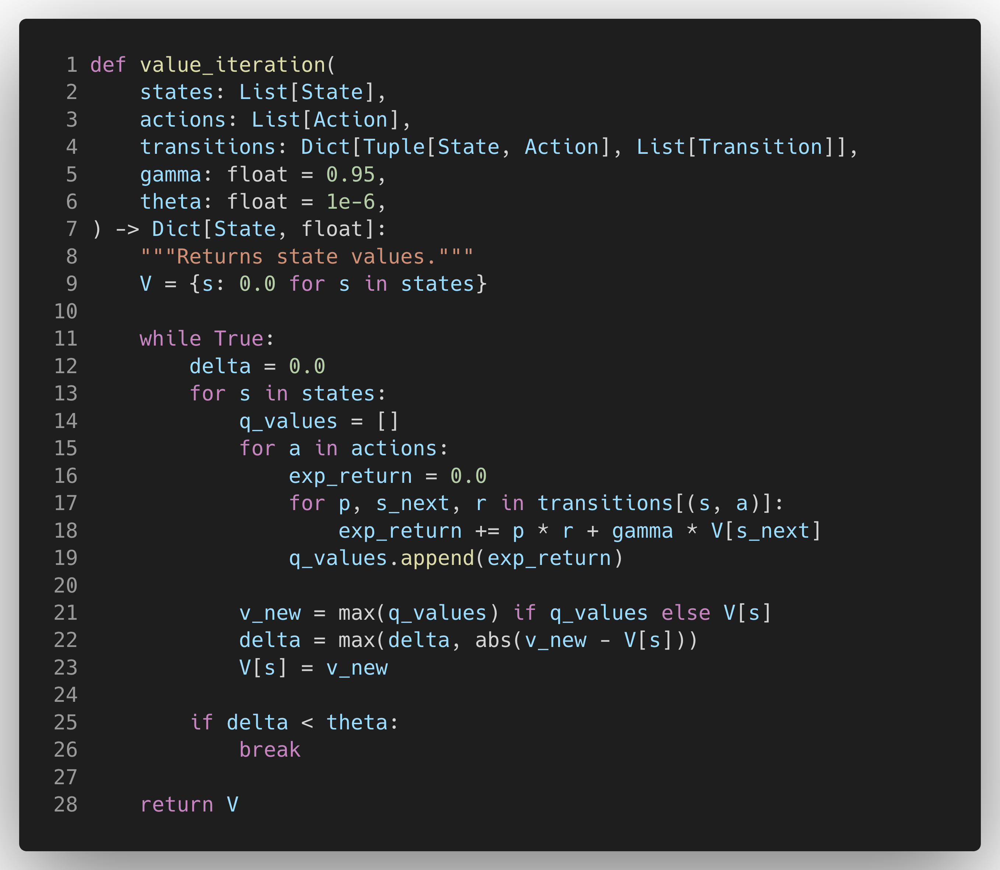 1 def value_iteration(
2     states: List[State],
3     actions: List[Action],
4     transitions: Dict[Tuple[State, Action], List[Transition]],
5     gamma: float = 0.95,
6     theta: float = 1e-6,
7 ) -> Dict[State, float]:
8     """Returns state values."""
9     V = {s: 0.0 for s in states}
10
11     while True:
12         delta = 0.0
13         for s in states:
14             q_values = []
15             for a in actions:
16                 exp_return = 0.0
17                 for p, s_next, r in transitions[(s, a)]:
18                     exp_return += p * r + gamma * V[s_next]
19                 q_values.append(exp_return)
20
21             v_new = max(q_values) if q_values else V[s]
22             delta = max(delta, abs(v_new - V[s]))
23             V[s] = v_new
24
25         if delta < theta:
26             break
27
28     return V